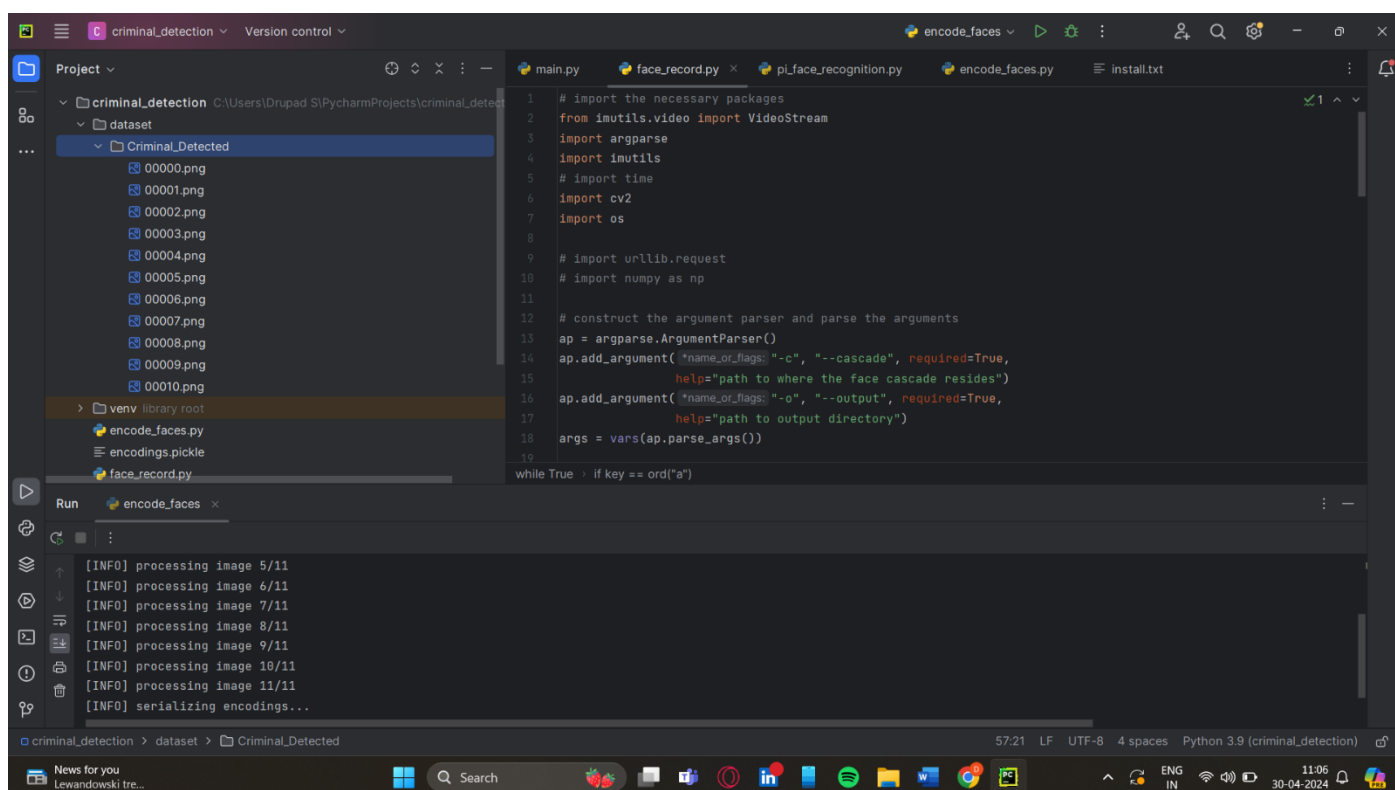 PC
C criminal_detection Version control encode_faces
Project
main.py face_record.py pi_face_recognition.py encode_faces.py install.txt
criminal_detection C:\Users\Drupad S\PycharmProjects\criminal_detect
dataset
Criminal_Detected
00000.png
00001.png
00002.png
00003.png
00004.png
00005.png
00006.png
00007.png
00008.png
00009.png
00010.png
venv library root
encode_faces.py
encodings.pickle
face_record.py
1 # import the necessary packages
2 from imutils.video import VideoStream
3 import argparse
4 import imutils
5 # import time
6 import cv2
7 import os
8
9 # import urllib.request
10 # import numpy as np
11
12 # construct the argument parser and parse the arguments
13 ap = argparse.ArgumentParser()
14 ap.add_argument( *name_or_flags: "-c", "--cascade", required=True,
15 help="path to where the face cascade resides")
16 ap.add_argument( *name_or_flags: "-o", "--output", required=True,
17 help="path to output directory")
18 args = vars(ap.parse_args())
19
1
while True > if key == ord("a")
Run encode_faces
[INFO] processing image 5/11
[INFO] processing image 6/11
[INFO] processing image 7/11
[INFO] processing image 8/11
[INFO] processing image 9/11
[INFO] processing image 10/11
[INFO] processing image 11/11
[INFO] serializing encodings...
criminal_detection > dataset > Criminal_Detected 57:21 LF UTF-8 4 spaces Python 3.9 (criminal_detection)
News for you
Lewandowski tre...
Search
ENG
IN
11:06
30-04-2024